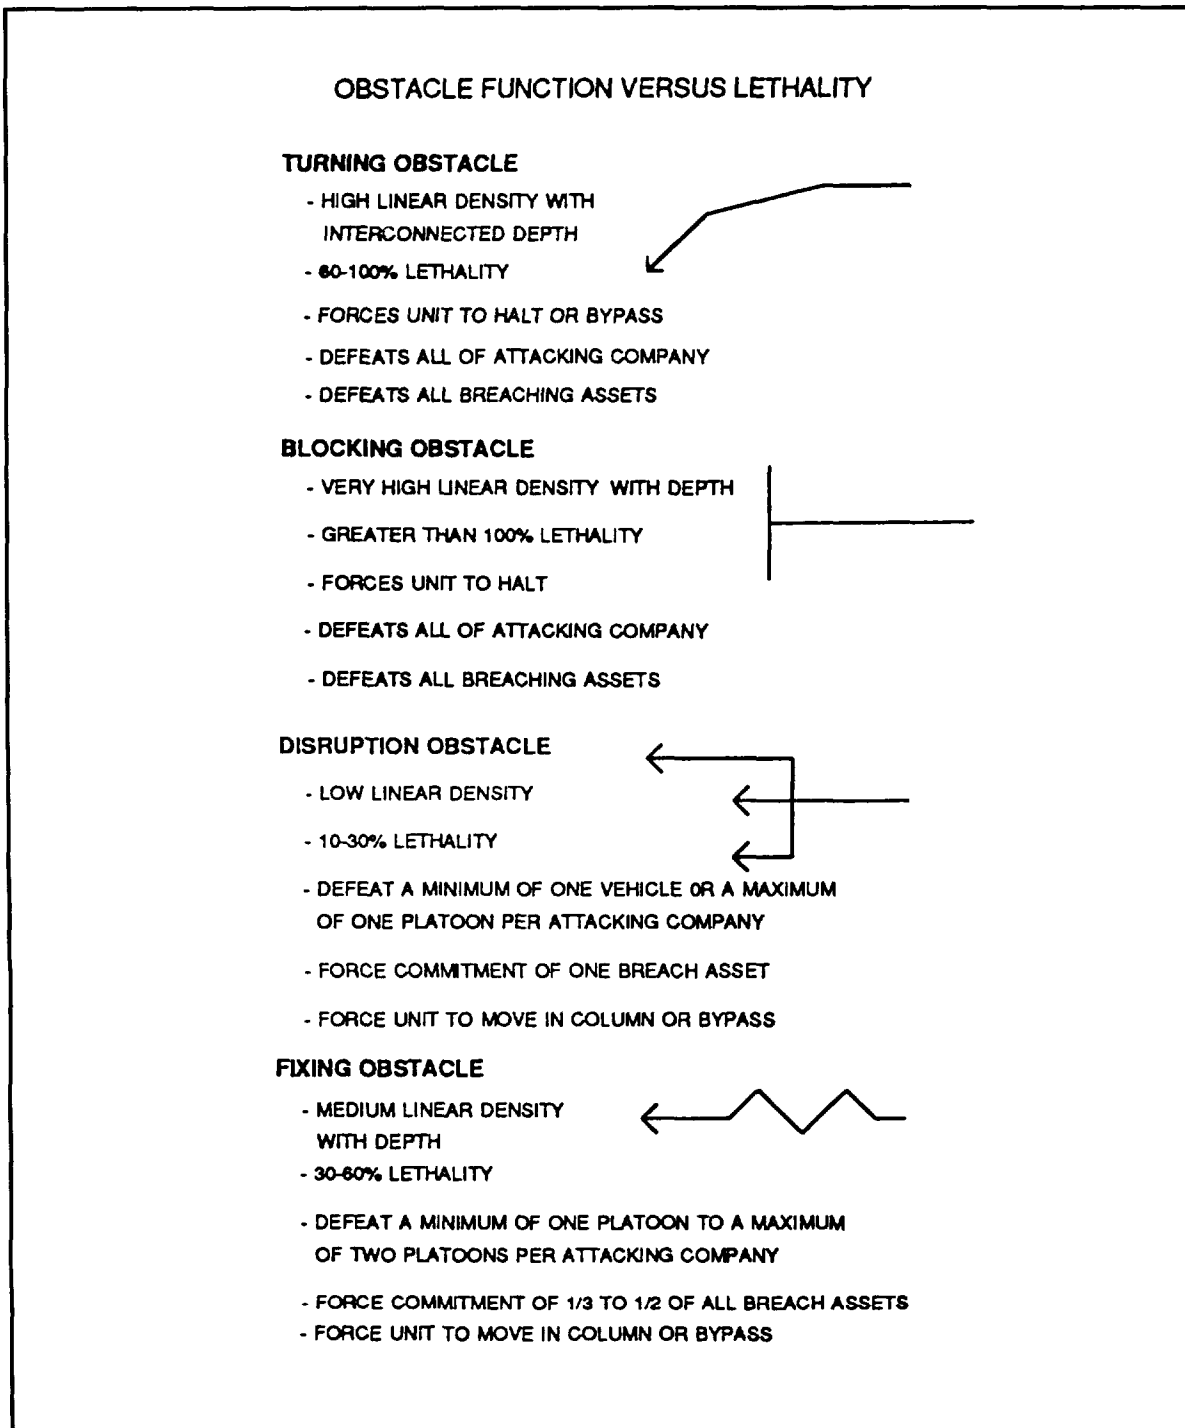 OBSTACLE FUNCTION VERSUS LETHALITY
TURNING OBSTACLE
- HIGH LINEAR DENSITY WITH
INTERCONNECTED DEPTH
- 60-100% LETHALITY
- FORCES UNIT TO HALT OR BYPASS
- DEFEATS ALL OF ATTACKING COMPANY
- DEFEATS ALL BREACHING ASSETS
BLOCKING OBSTACLE
- VERY HIGH LINEAR DENSITY WITH DEPTH
- GREATER THAN 100% LETHALITY
- FORCES UNIT TO HALT
- DEFEATS ALL OF ATTACKING COMPANY
- DEFEATS ALL BREACHING ASSETS
DISRUPTION OBSTACLE
- LOW LINEAR DENSITY
- 10-30% LETHALITY
- DEFEAT A MINIMUM OF ONE VEHICLE OR A MAXIMUM
OF ONE PLATOON PER ATTACKING COMPANY
- FORCE COMMITMENT OF ONE BREACH ASSET
- FORCE UNIT TO MOVE IN COLUMN OR BYPASS
FIXING OBSTACLE
- MEDIUM LINEAR DENSITY
WITH DEPTH
- 30-60% LETHALITY
- DEFEAT A MINIMUM OF ONE PLATOON TO A MAXIMUM
OF TWO PLATOONS PER ATTACKING COMPANY
- FORCE COMMITMENT OF 1/3 TO 1/2 OF ALL BREACH ASSETS
- FORCE UNIT TO MOVE IN COLUMN OR BYPASS